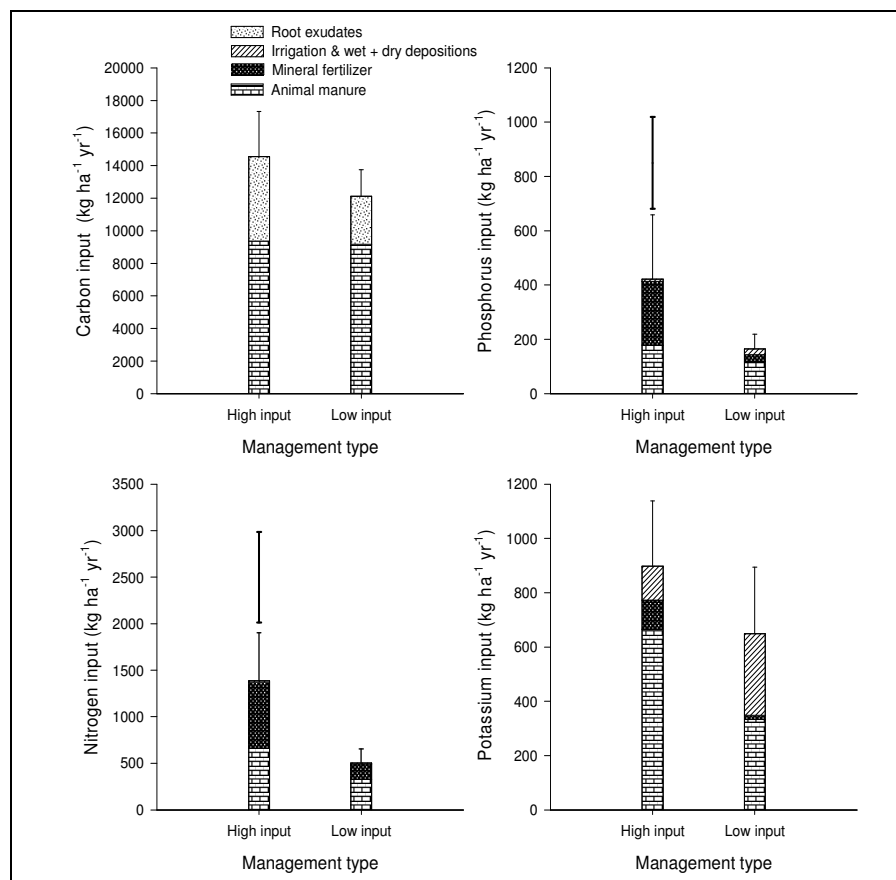 Root exudates
Irrigation & wet + dry depositions
Mineral fertilizer
Animal manure
Carbon input (kg ha⁻¹ yr⁻¹)
20000
18000
16000
14000
12000
10000
8000
6000
4000
2000
0
High input Low input
Management type
Phosphorus input (kg ha⁻¹ yr⁻¹)
1200
1000
800
600
400
200
0
High input Low input
Management type
Nitrogen input (kg ha⁻¹ yr⁻¹)
3500
3000
2500
2000
1500
1000
500
0
High input Low input
Management type
Potassium input (kg ha⁻¹ yr⁻¹)
1200
1000
800
600
400
200
0
High input Low input
Management type